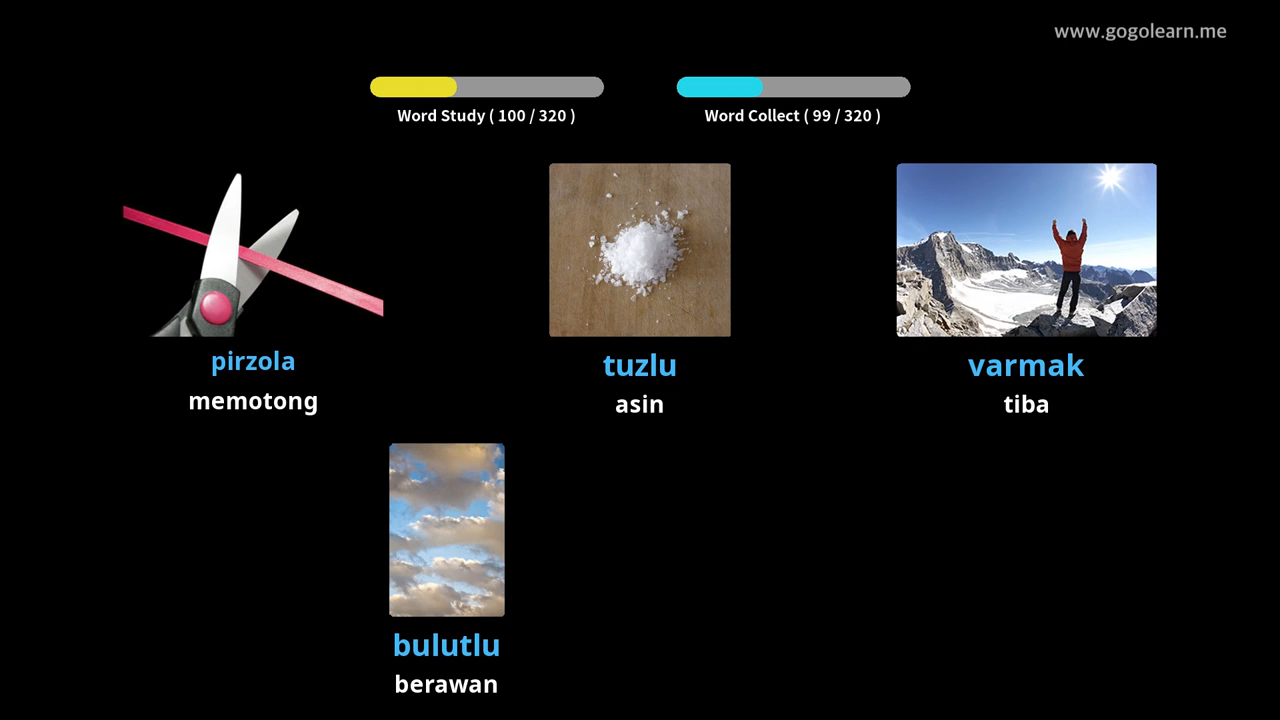 www.gogolearn.me
Word Study ( 100 / 320 )
Word Collect ( 99 / 320 )
pirzola
memotong
tuzlu
asin
varmak
tiba
bulutlu
berawan